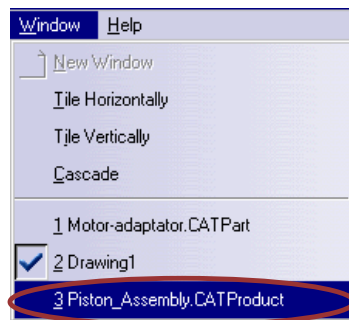 Window Help
New Window
Tile Horizontally
Tile Vertically
Cascade
1 Motor-adaptator.CATPart
2 Drawing1
3 Piston_Assembly.CATProduct